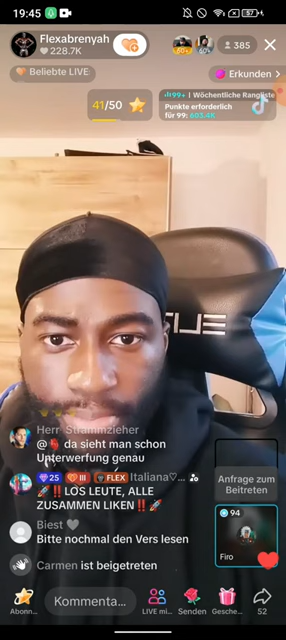 19:45
Flexabrenyah
228.7K
385
Beliebte LIVE
Erkunden
41/50
99+ | Wöchentliche Rangliste
Punkte erforderlich
für 99: 603.4K
Herr Strammzieher
@ da sieht man schon
Unterwerfung genau
25 III FLEX Italiana
LOS LEUTE, ALLE
ZUSAMMEN LIKEN
Biest
Bitte nochmal den Vers lesen
Carmen ist beigetreten
Anfrage zum
Beitreten
94
Firo
Kommenta...
Abonn...
LIVE mi...
Senden
Gesche...
52